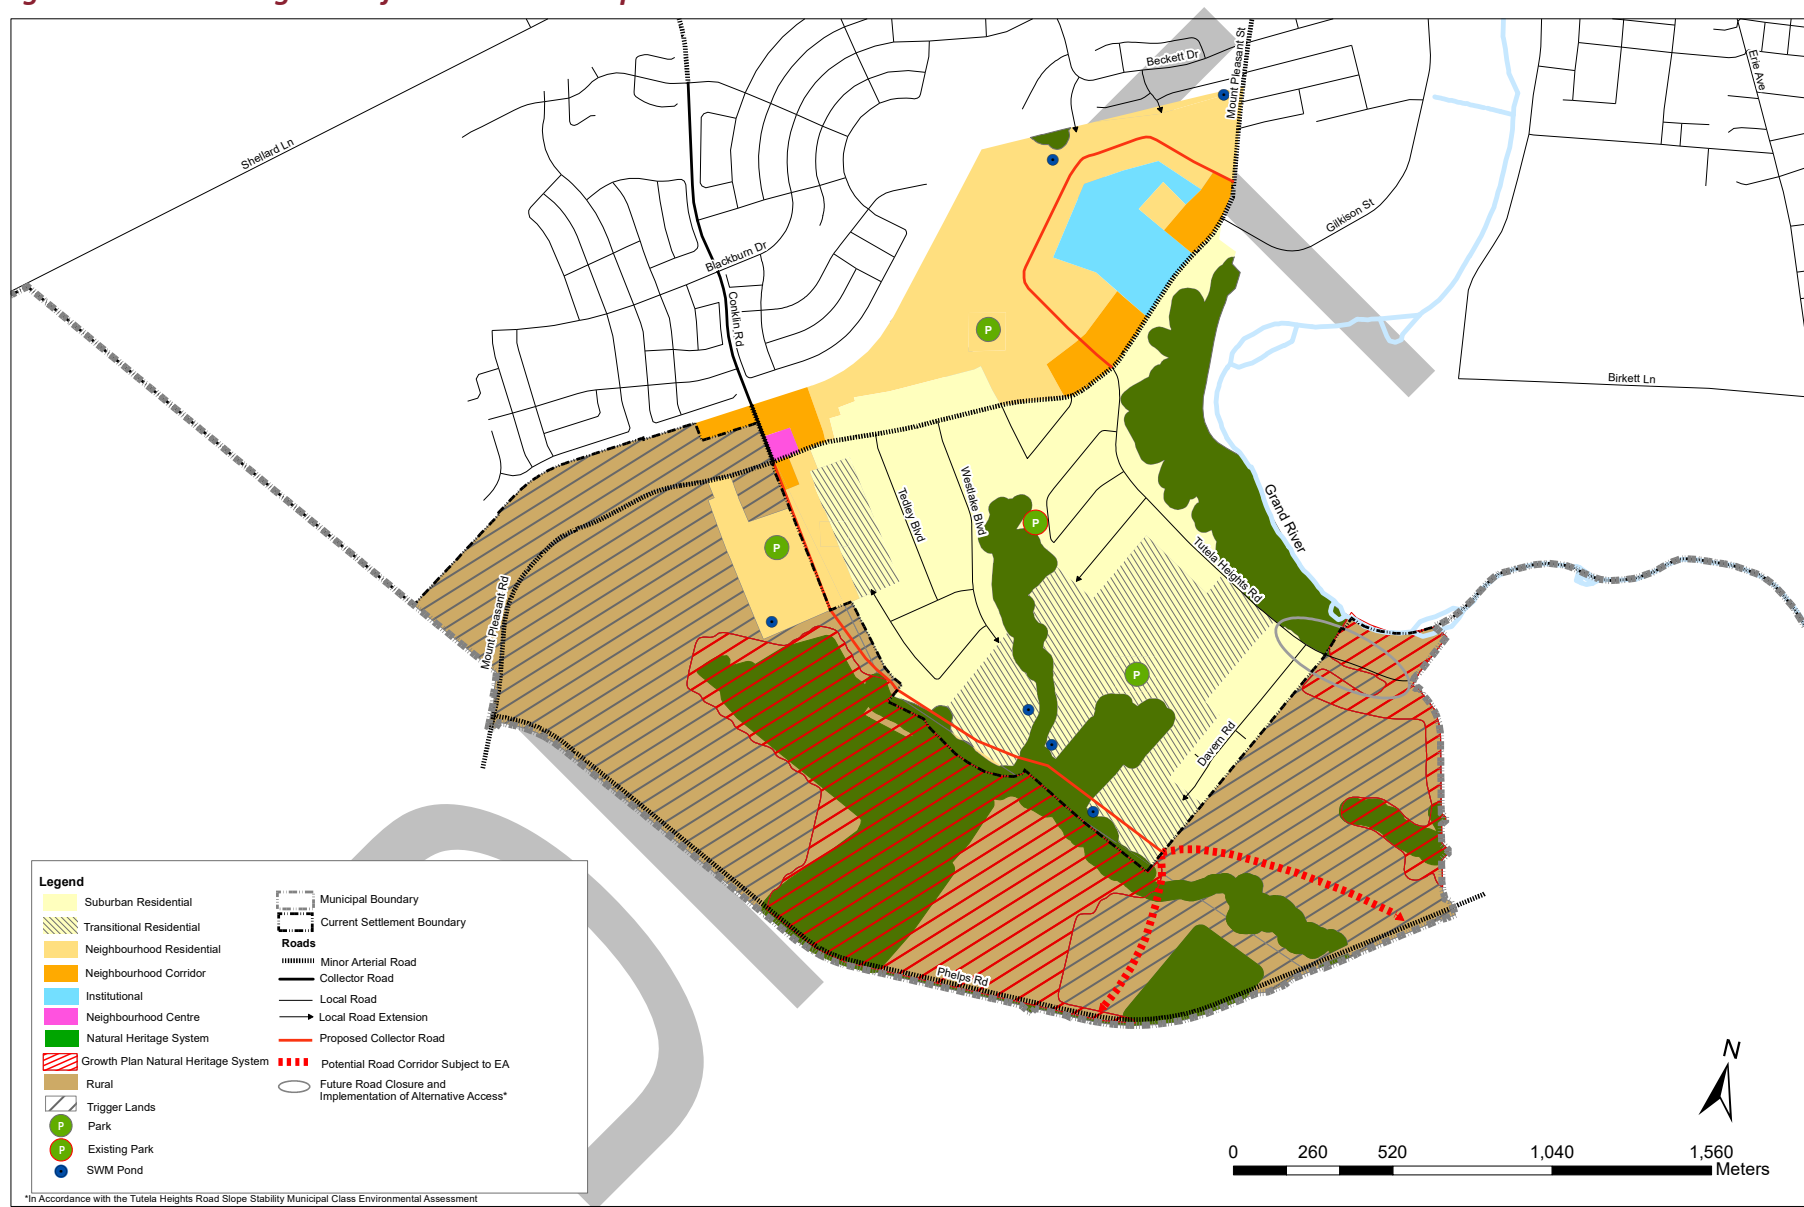 Beckett Dr
Mount Pleasant St
Erie Ave
Shellard Ln
Gilkison St
Blackburn Dr
Conklin Rd
P
Birkett Ln
Tedley Blvd
Westlake Blvd
Grand River
P
P
Tutela Heights Rd
Mount Pleasant Rd
P
Davern Rd
Phelps Rd
Legend
Suburban Residential
Transitional Residential
Neighbourhood Residential
Neighbourhood Corridor
Institutional
Neighbourhood Centre
Natural Heritage System
Growth Plan Natural Heritage System
Rural
Trigger Lands
P
Park
P
Existing Park
SWM Pond
Municipal Boundary
Current Settlement Boundary
Roads
Minor Arterial Road
Collector Road
Local Road
Local Road Extension
Proposed Collector Road
Potential Road Corridor Subject to EA
Future Road Closure and
Implementation of Alternative Access*
*In Accordance with the Tutela Heights Road Slope Stability Municipal Class Environmental Assessment
N
0 260 520 1,040 1,560
Meters